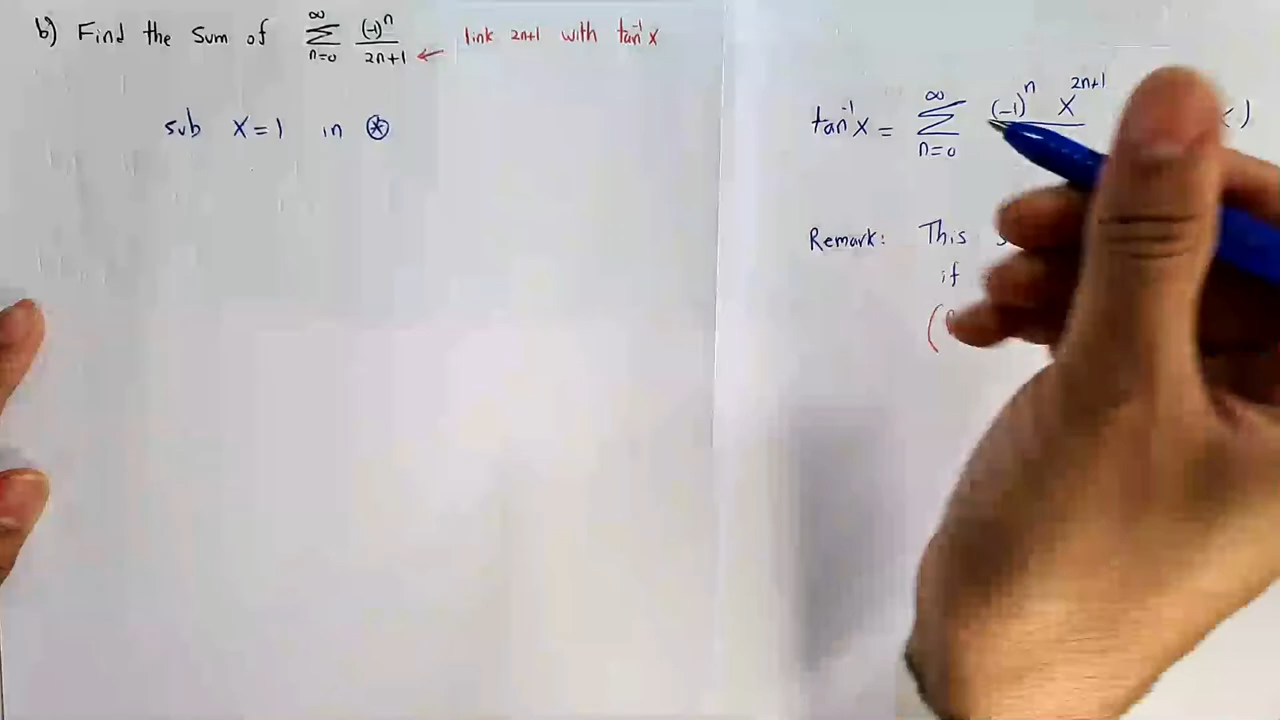 b) Find the sum of ∞ Σ n=0 (-1)^n / 2n+1 ← link 2n+1 with tan⁻¹x
sub x=1 in ⊛
tan⁻¹x = ∞ Σ n=0 (-1)^n x^2n+1
Remark: This
if